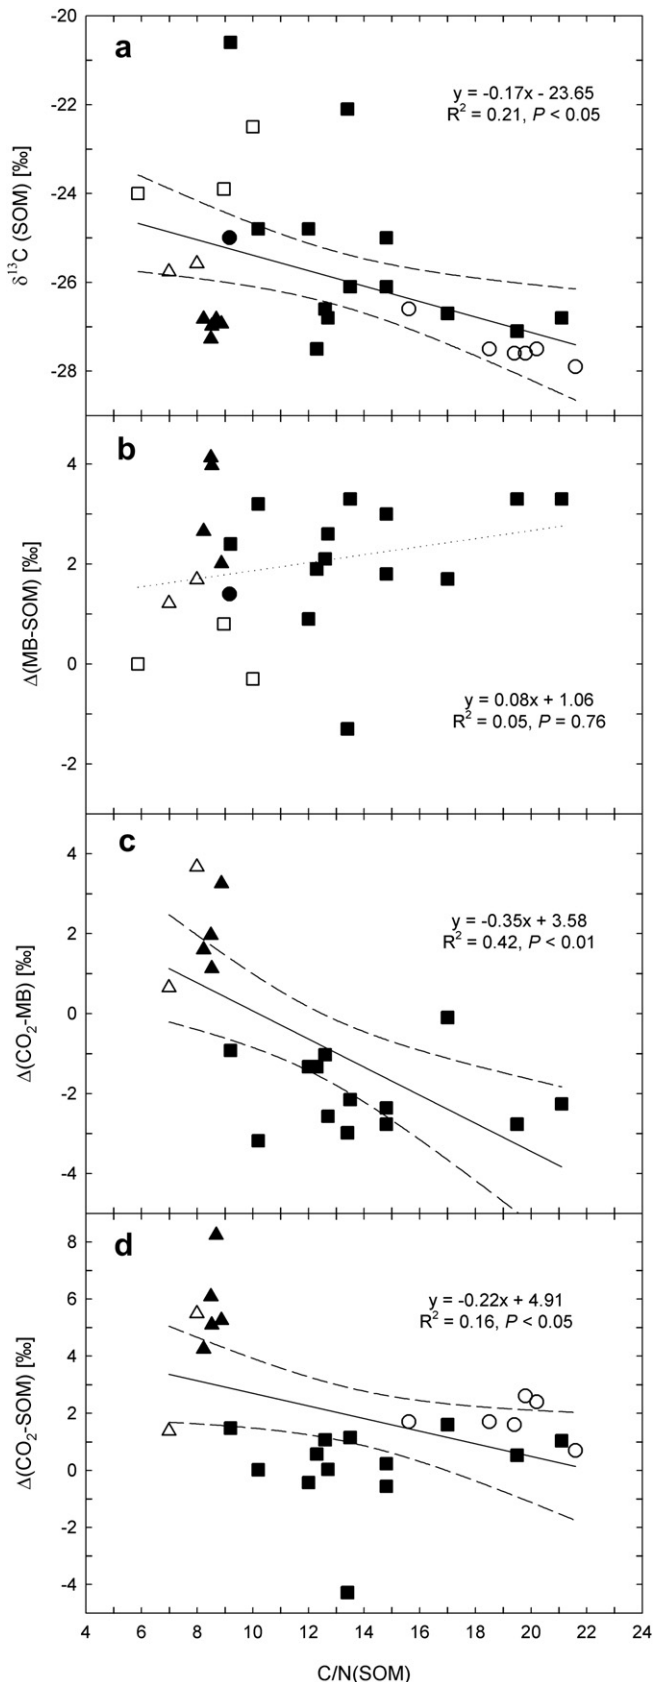 -20
-22
-24
-26
-28
δ¹³C (SOM) [‰]
a
y = -0.17x - 23.65
R² = 0.21, P < 0.05
4
2
0
-2
Δ(MB-SOM) [‰]
b
y = 0.08x + 1.06
R² = 0.05, P = 0.76
4
2
0
-2
-4
Δ(CO₂-MB) [‰]
c
y = -0.35x + 3.58
R² = 0.42, P < 0.01
8
6
4
2
0
-2
-4
Δ(CO₂-SOM) [‰]
d
y = -0.22x + 4.91
R² = 0.16, P < 0.05
4 6 8 10 12 14 16 18 20 22 24
C/N(SOM)